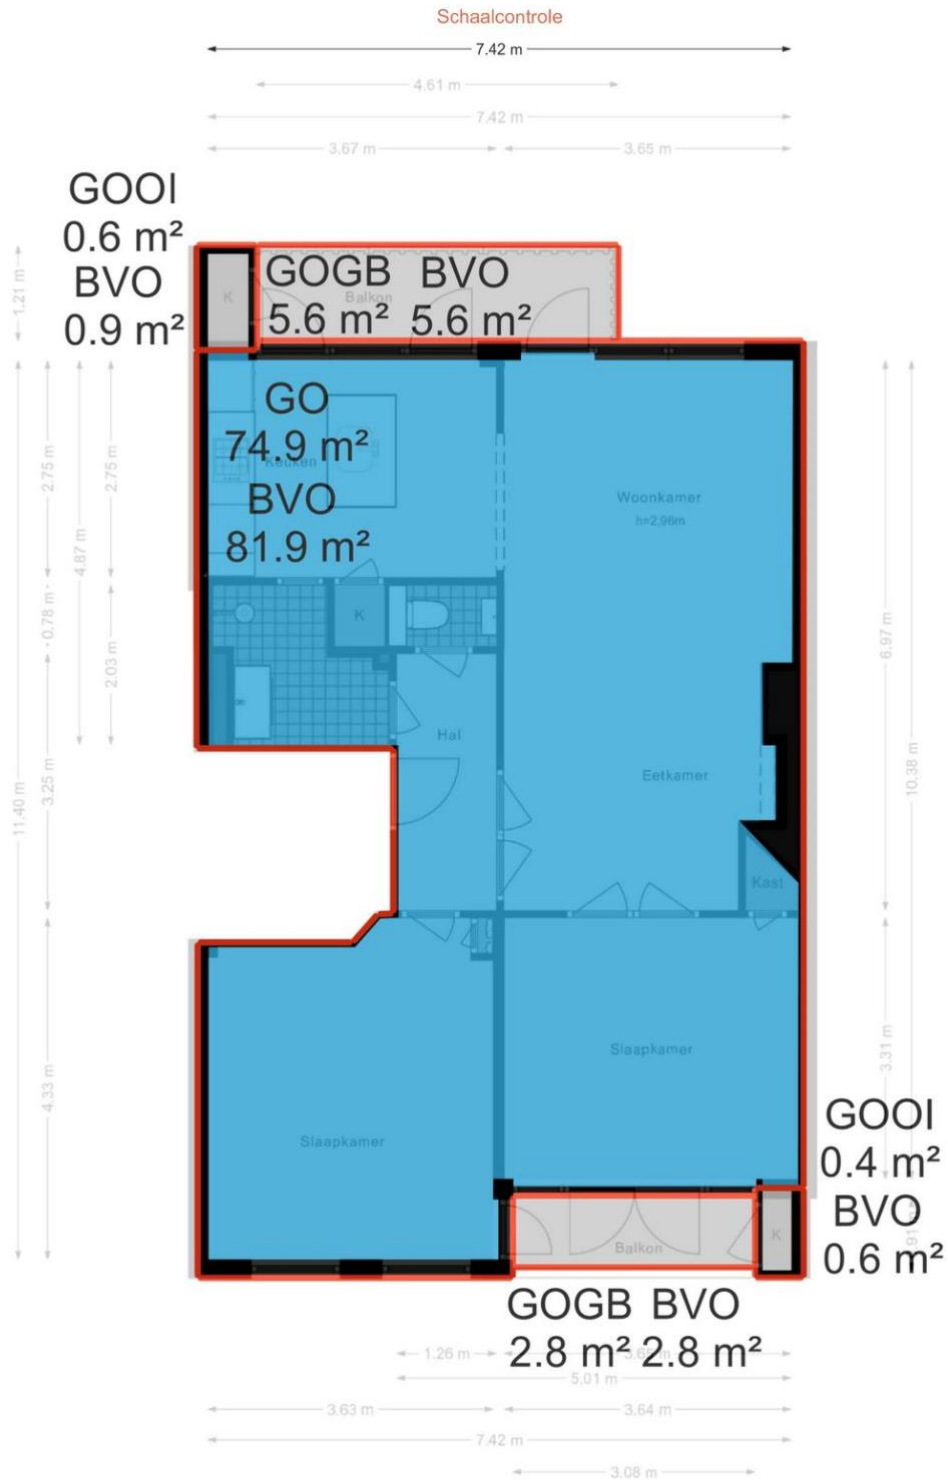 Schaalcontrole
7.42 m
4.61 m
7.42 m
3.67 m
3.65 m
GOOI
0.6 m²
BVO
0.9 m²
1.21 m
K
Balkon
GOGB
5.6 m²
BVO
5.6 m²
GO
74.9 m²
Keuken
BVO
81.9 m²
Woonkamer
h=2,96m
2.75 m
2.75 m
4.87 m
0.78 m
2.03 m
K
6.97 m
Hal
Eetkamer
11.40 m
3.25 m
10.38 m
Kast
Slaapkamer
3.31 m
4.33 m
Slaapkamer
GOOI
0.4 m²
BVO
0.6 m²
Balkon
K
GOGB
2.8 m²
BVO
2.8 m²
1.26 m
5.01 m
3.63 m
3.64 m
7.42 m
3.08 m